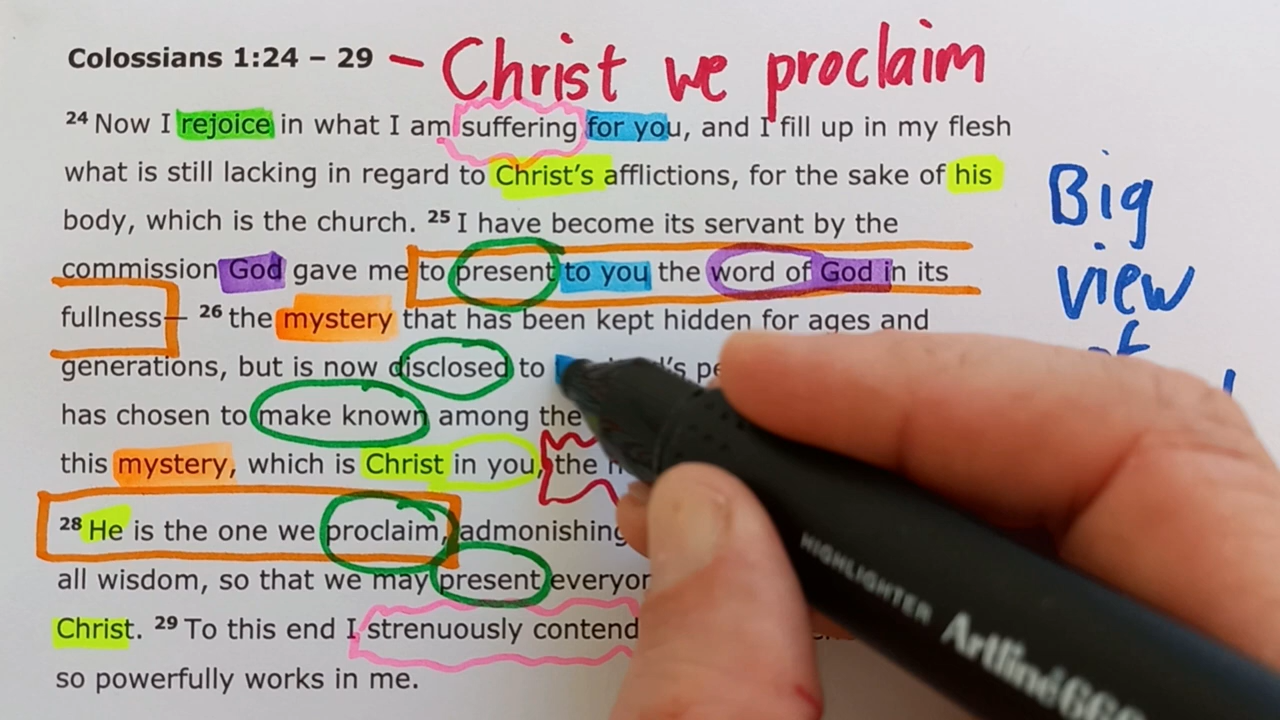 Colossians 1:24 – 29 – Christ we proclaim
24 Now I rejoice in what I am suffering for you, and I fill up in my flesh
what is still lacking in regard to Christ's afflictions, for the sake of his
body, which is the church. 25 I have become its servant by the
commission God gave me to present to you the word of God in its
fullness— 26 the mystery that has been kept hidden for ages and
generations, but is now disclosed to
has chosen to make known among the
this mystery, which is Christ in you, the
28 He is the one we proclaim, admonishing
all wisdom, so that we may present
Christ. 29 To this end I strenuously contend
so powerfully works in me.
Big
view
HIGHLIGHTER Artline